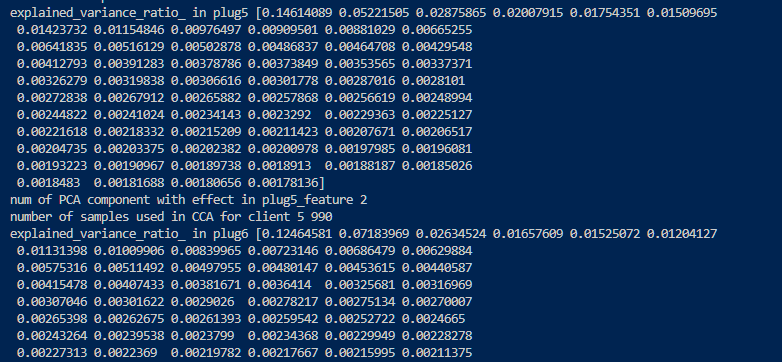 explained_variance_ratio_ in plug5 [0.14614089 0.05221505 0.02875865 0.02007915 0.01754351 0.01509695
0.01423732 0.01154846 0.00976497 0.00909501 0.00881029 0.00665255
0.00641835 0.00516129 0.00502878 0.00486837 0.00464708 0.00429548
0.00412793 0.00391283 0.00378786 0.00373849 0.00353565 0.00337371
0.00326279 0.00319838 0.00306616 0.00301778 0.00287016 0.0028101
0.00272838 0.00267912 0.00265882 0.00257868 0.00256619 0.00248994
0.00244822 0.00241024 0.00234143 0.0023292 0.00229363 0.00225127
0.00221618 0.00218332 0.00215209 0.00211423 0.00207671 0.00206517
0.00204735 0.00203375 0.00202382 0.00200978 0.00197985 0.00196081
0.00193223 0.00190967 0.00189738 0.0018913 0.00188187 0.00185026
0.0018483 0.00181688 0.00180656 0.00178136]
num of PCA component with effect in plug5_feature 2
number of samples used in CCA for client 5 990
explained_variance_ratio_ in plug6 [0.12464581 0.07183969 0.02634524 0.01657609 0.01525072 0.01204127
0.01131398 0.01009906 0.00839965 0.00723146 0.00686479 0.00629884
0.00575316 0.00511492 0.00497955 0.00480147 0.00453615 0.00440587
0.00415478 0.00407433 0.00381671 0.0036414 0.00325681 0.00316969
0.00307046 0.00301622 0.0029026 0.00278217 0.00275134 0.00270007
0.00265398 0.00262675 0.00261393 0.00259542 0.00252722 0.0024665
0.00243264 0.00239538 0.0023799 0.00234368 0.00229949 0.00228278
0.00227313 0.0022369 0.00219782 0.00217667 0.00215995 0.00211375